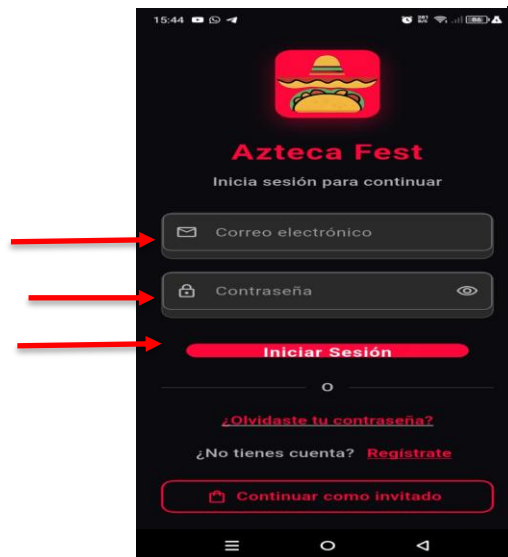 15:44
Azteca Fest
Inicia sesión para continuar
Correo electrónico
Contraseña
Iniciar Sesión
O
¿Olvidaste tu contraseña?
¿No tienes cuenta? Regístrate
Continuar como invitado